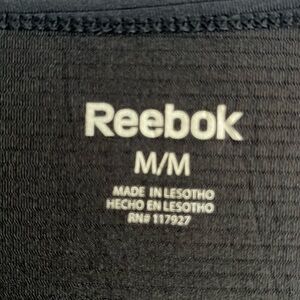 Reebok
M/M
MADE IN LESOTHO
HECHO EN LESOTHO
RN# 117927